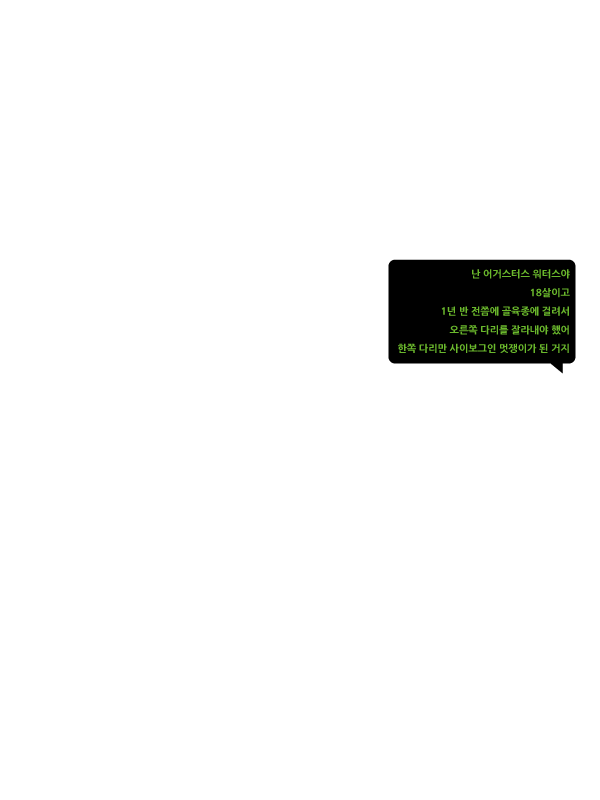 난 어거스터스 워터스야
18살이고
1년 반 전쯤에 골육종에 걸려서
오른쪽 다리를 잘라내야 했어
한쪽 다리만 사이보그인 멋쟁이가 된 거지